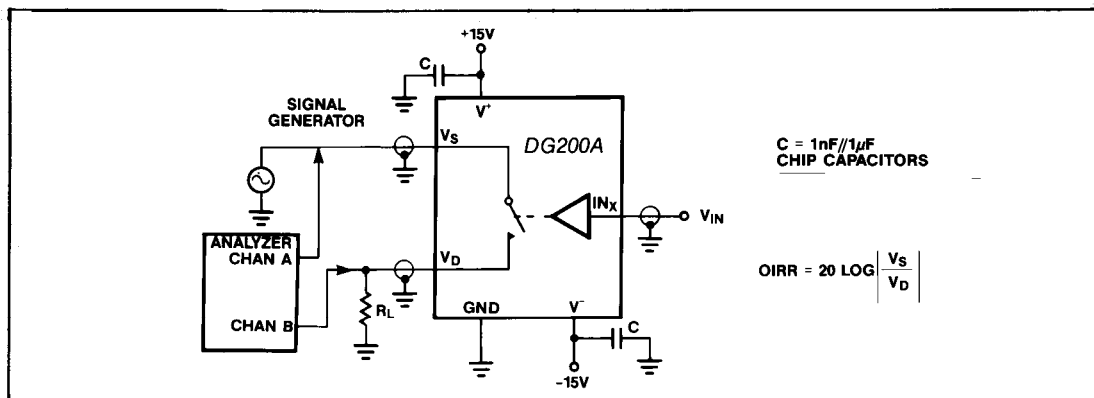 +15V
C
V⁺
SIGNAL
GENERATOR
VS
DG200A
INX
VIN
C = 1nF//1μF
CHIP CAPACITORS
ANALYZER
CHAN A
VD
CHAN B
RL
GND
V⁻
C
-15V
OIRR = 20 LOG |VS/VD|